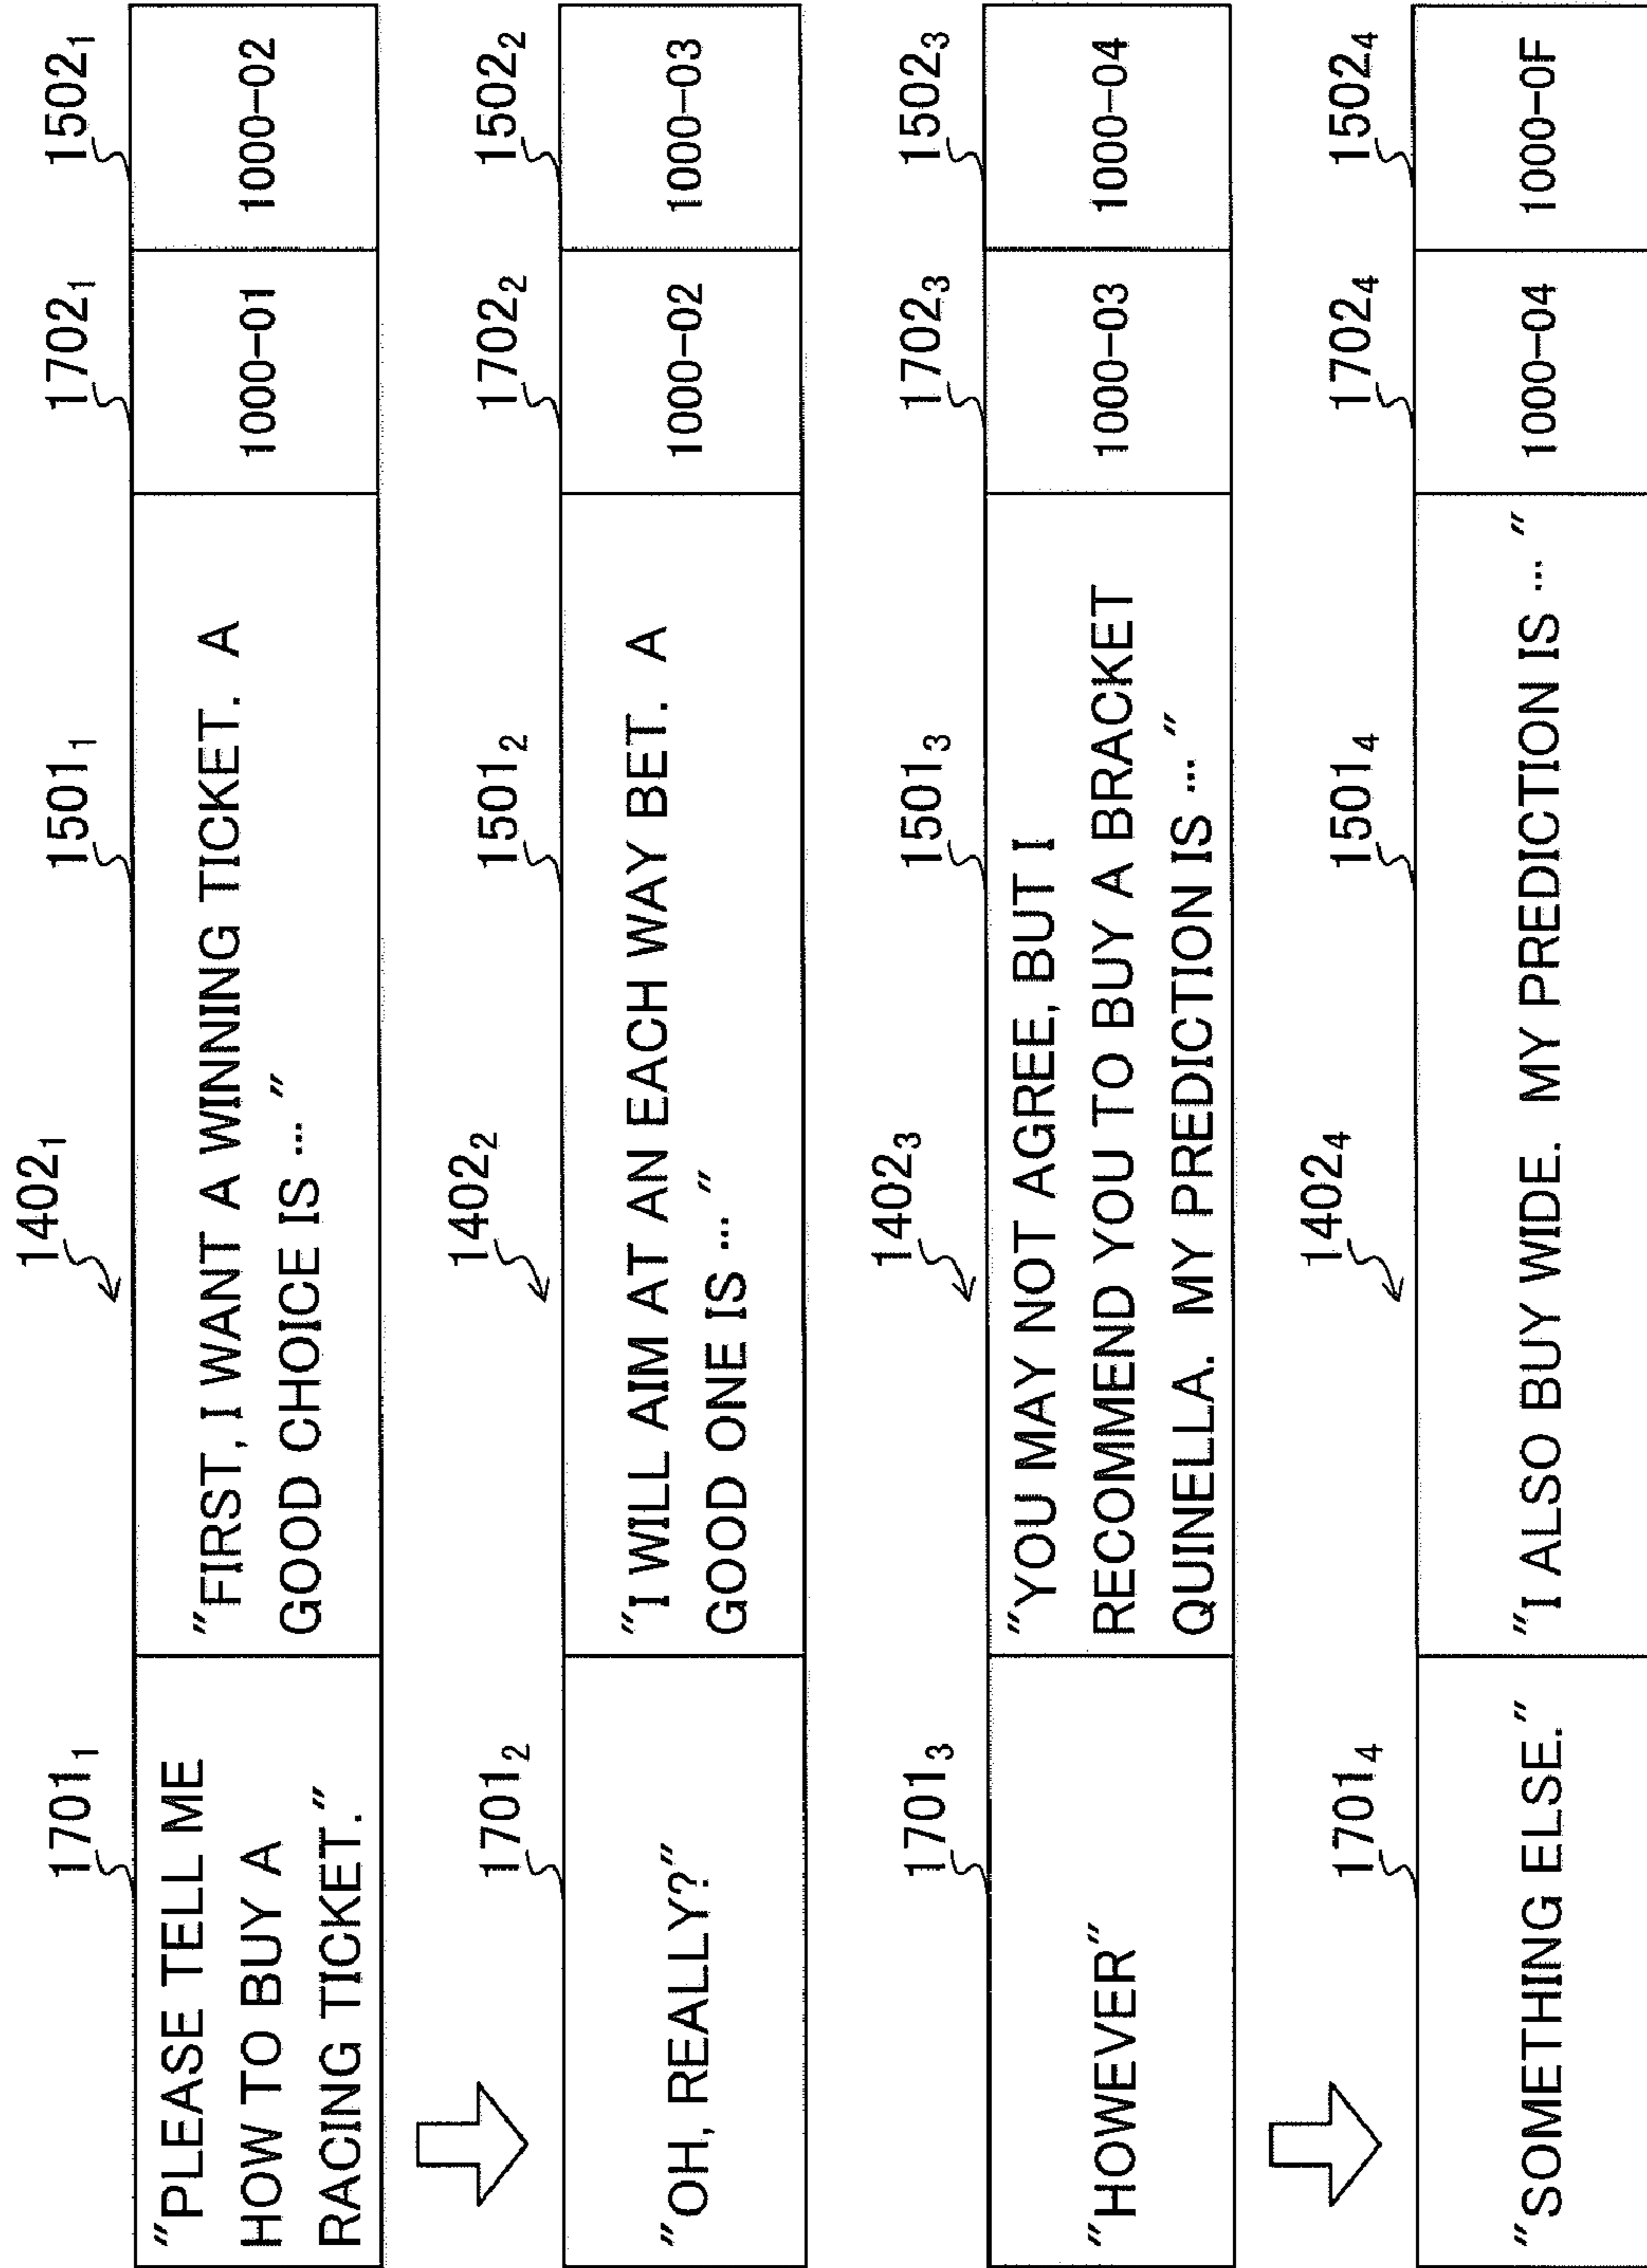 1402₁
1701₁ 1501₁ 1702₁ 1502₁
"PLEASE TELL ME
HOW TO BUY A
RACING TICKET."
"FIRST, I WANT A WINNING TICKET. A
GOOD CHOICE IS ... "
1000-01
1000-02
1402₂
1701₂ 1501₂ 1702₂ 1502₂
"OH, REALLY?"
"I WILL AIM AT AN EACH WAY BET. A
GOOD ONE IS ... "
1000-02
1000-03
1402₃
1701₃ 1501₃ 1702₃ 1502₃
"HOWEVER"
"YOU MAY NOT AGREE, BUT I
RECOMMEND YOU TO BUY A BRACKET
QUINELLA. MY PREDICTION IS ... "
1000-03
1000-04
1402₄
1701₄ 1501₄ 1702₄ 1502₄
"SOMETHING ELSE."
"I ALSO BUY WIDE. MY PREDICTION IS ... "
1000-04
1000-0F